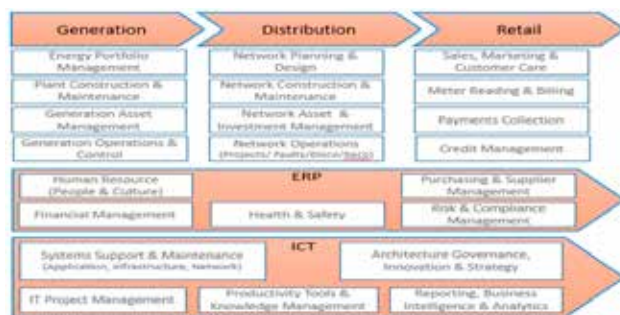 Generation
Distribution
Retail
Energy Portfolio
Management
Network Planning &
Design
Sales, Marketing &
Customer Care
Plant Construction &
Maintenance
Network Construction &
Maintenance
Meter Reading & Billing
Generation Asset
Management
Network Asset &
Investment Management
Payments Collection
Generation Operations &
Control
Network Operations
(Projects/ Faults/
Credit Management
ERP
Human Resource
(People & Culture)
Purchasing & Supplier
Management
Financial Management
Health & Safety
Risk & Compliance
Management
ICT
Systems Support & Maintenance
(Application, Infrastructure, Network)
Architecture Governance,
Innovation & Strategy
IT Project Management
Productivity Tools &
Knowledge Management
Reporting, Business
Intelligence & Analytics